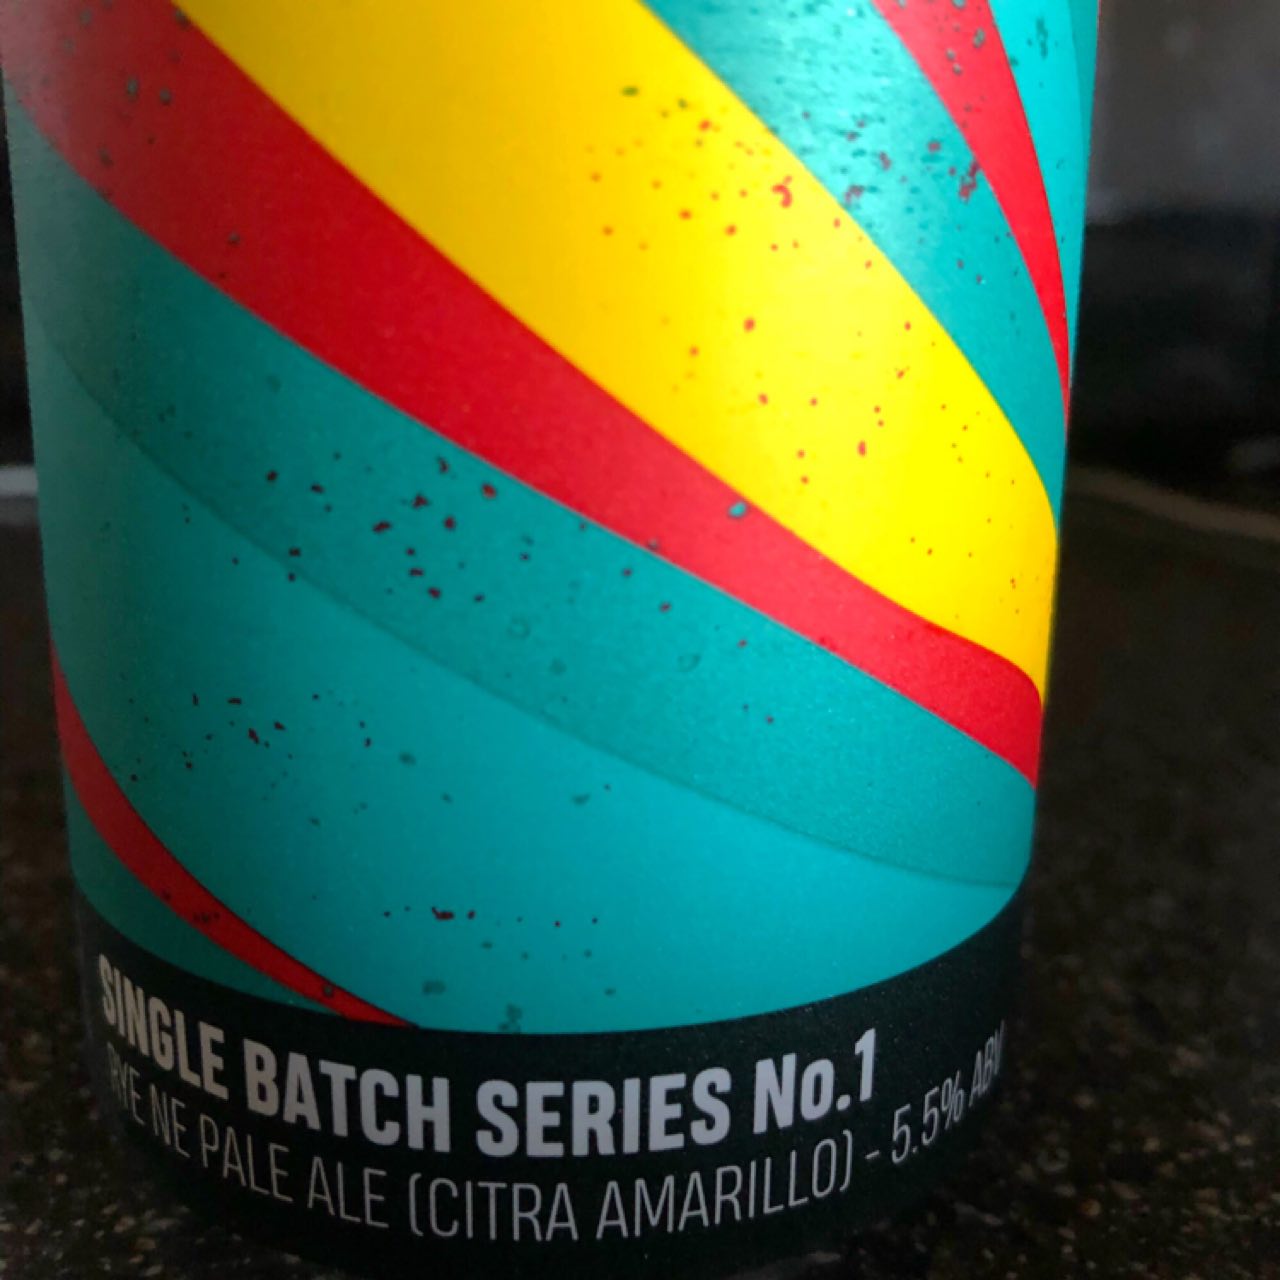 SINGLE BATCH SERIES No.1
RYE NE PALE ALE (CITRA AMARILLO) - 5.5% ABV